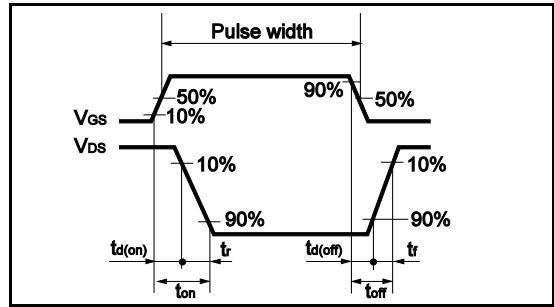 Pulse width
90%
50%
50%
10%
VGS
VDS
10%
10%
90%
90%
td(on)
tr
td(off)
tf
ton
toff